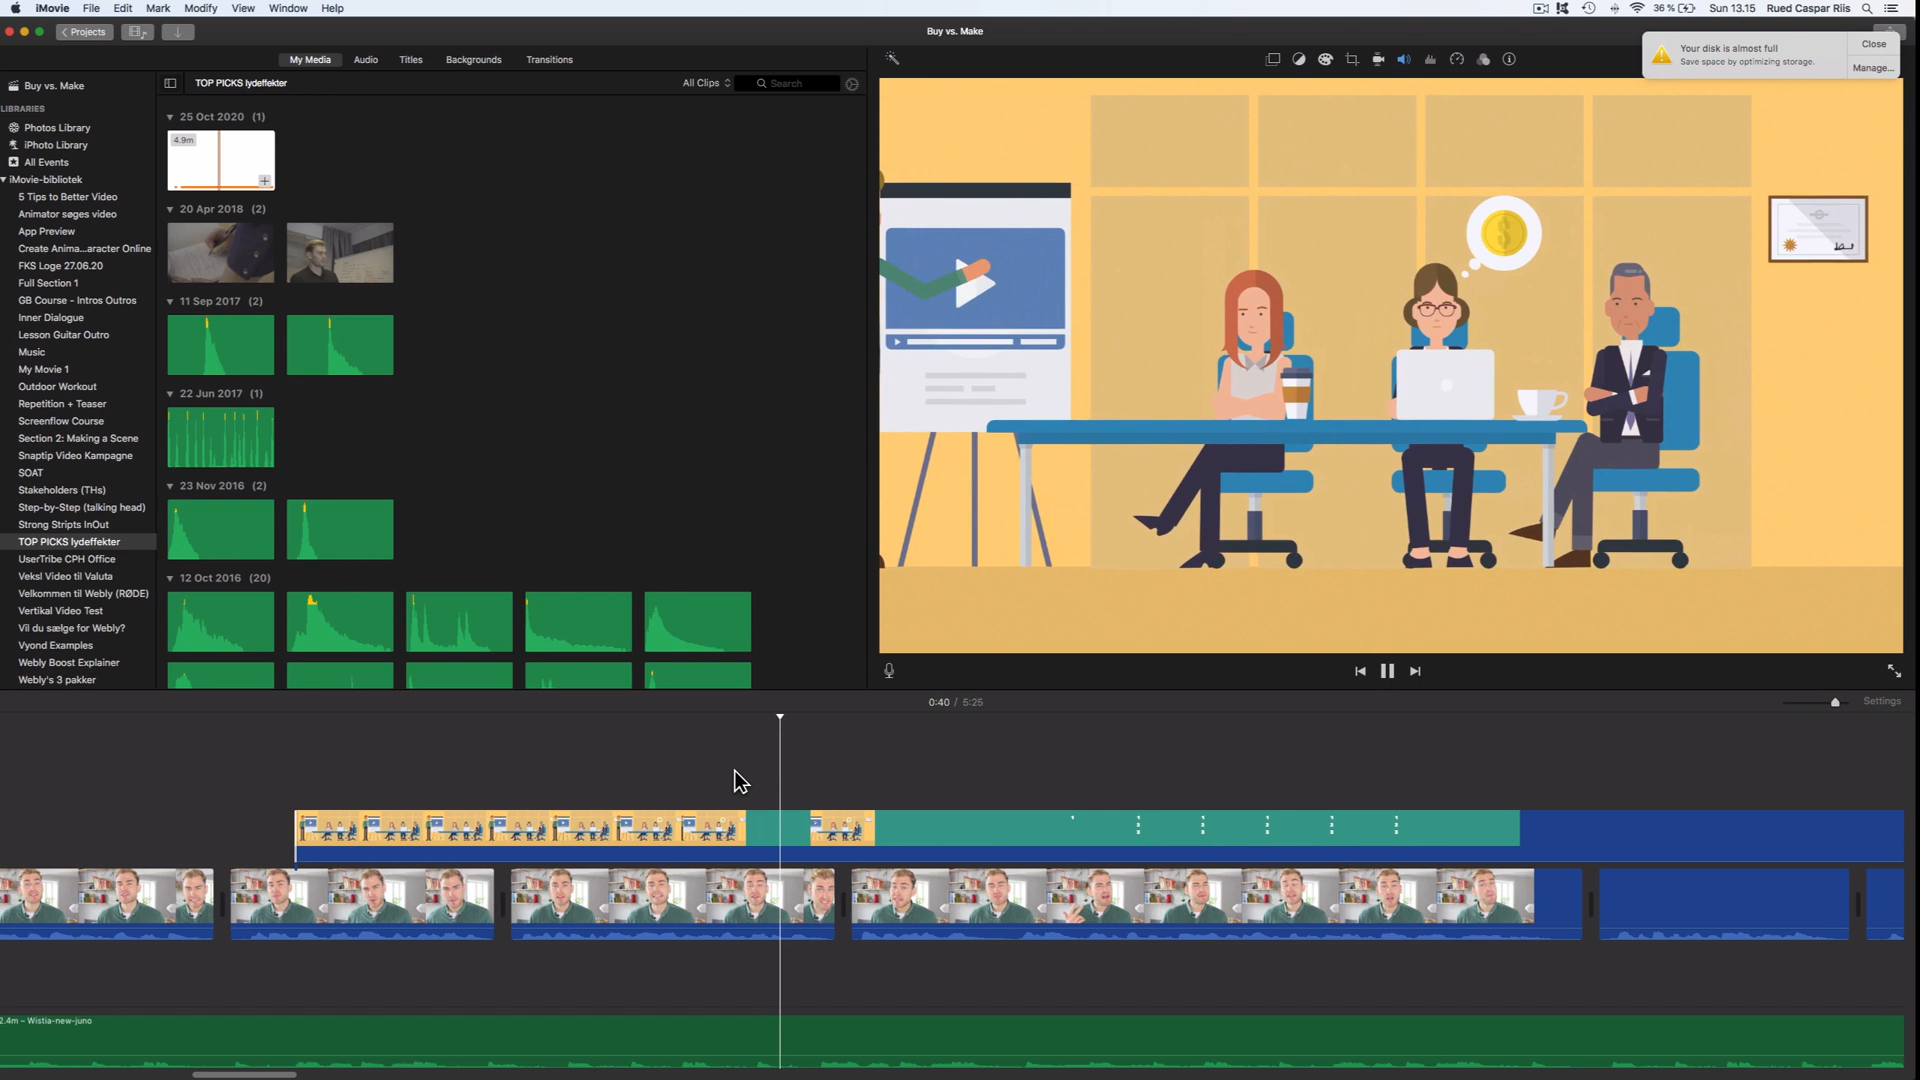 iMovie File Edit Mark Modify View Window Help
36 % Sun 13.15 Rued Caspar Riis
Projects
Buy vs. Make
Your disk is almost full
Save space by optimizing storage.
Close
Manage...
My Media Audio Titles Backgrounds Transitions
Buy vs. Make
LIBRARIES
Photos Library
iPhoto Library
All Events
iMovie-bibliotek
5 Tips to Better Video
Animator søges video
App Preview
Create Anima...aracter Online
FKS Loge 27.06.20
Full Section 1
GB Course - Intros Outros
Inner Dialogue
Lesson Guitar Outro
Music
My Movie 1
Outdoor Workout
Repetition + Teaser
Screenflow Course
Section 2: Making a Scene
Snaptip Video Kampagne
SOAT
Stakeholders (THs)
Step-by-Step (talking head)
Strong Stripts InOut
TOP PICKS lydeffekter
UserTribe CPH Office
Veksl Video til Valuta
Velkommen til Webly (RØDE)
Vertikal Video Test
Vil du sælge for Webly?
Vyond Examples
Webly Boost Explainer
Webly's 3 pakker
TOP PICKS lydeffekter
All Clips
Search
25 Oct 2020 (1)
4.9m
20 Apr 2018 (2)
11 Sep 2017 (2)
22 Jun 2017 (1)
23 Nov 2016 (2)
12 Oct 2016 (20)
$
0:40 / 5:25
Settings
2.4m – Wistia-new-juno